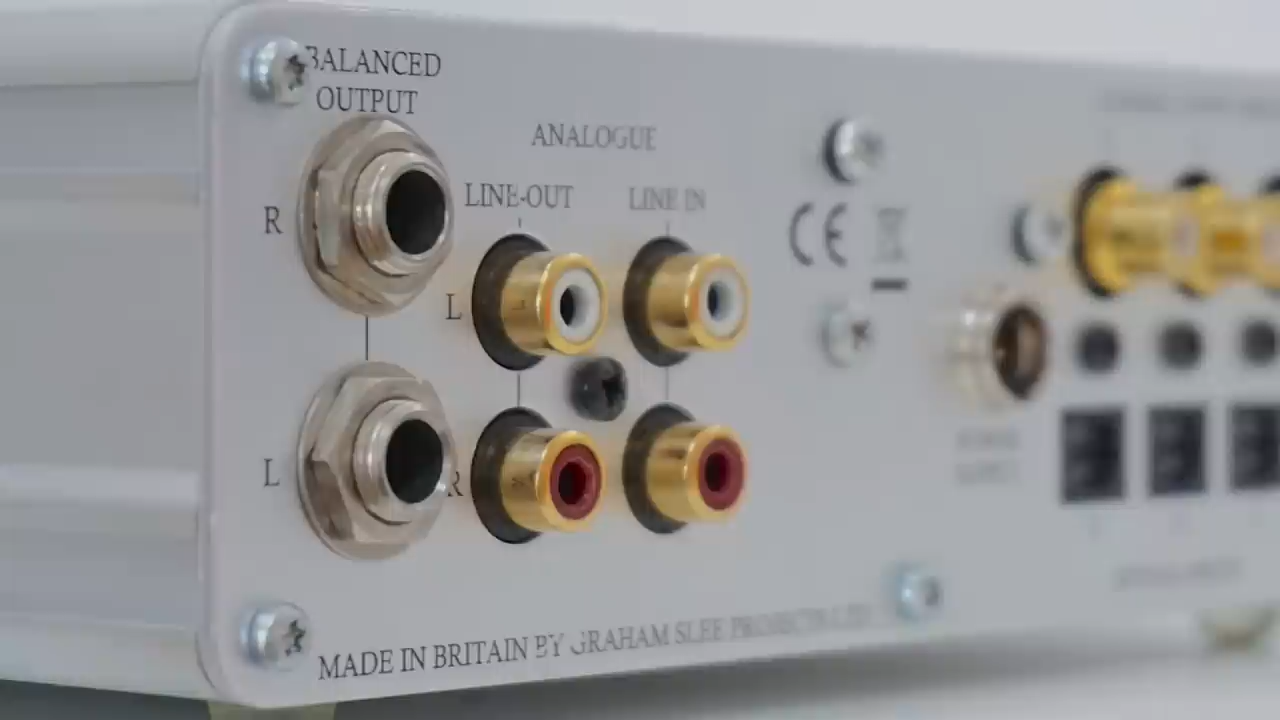 BALANCED
OUTPUT
ANALOGUE
LINE-OUT
LINE IN
R
L
CE
L
R
MADE IN BRITAIN BY GRAHAM SLEE PROJECTS LTD